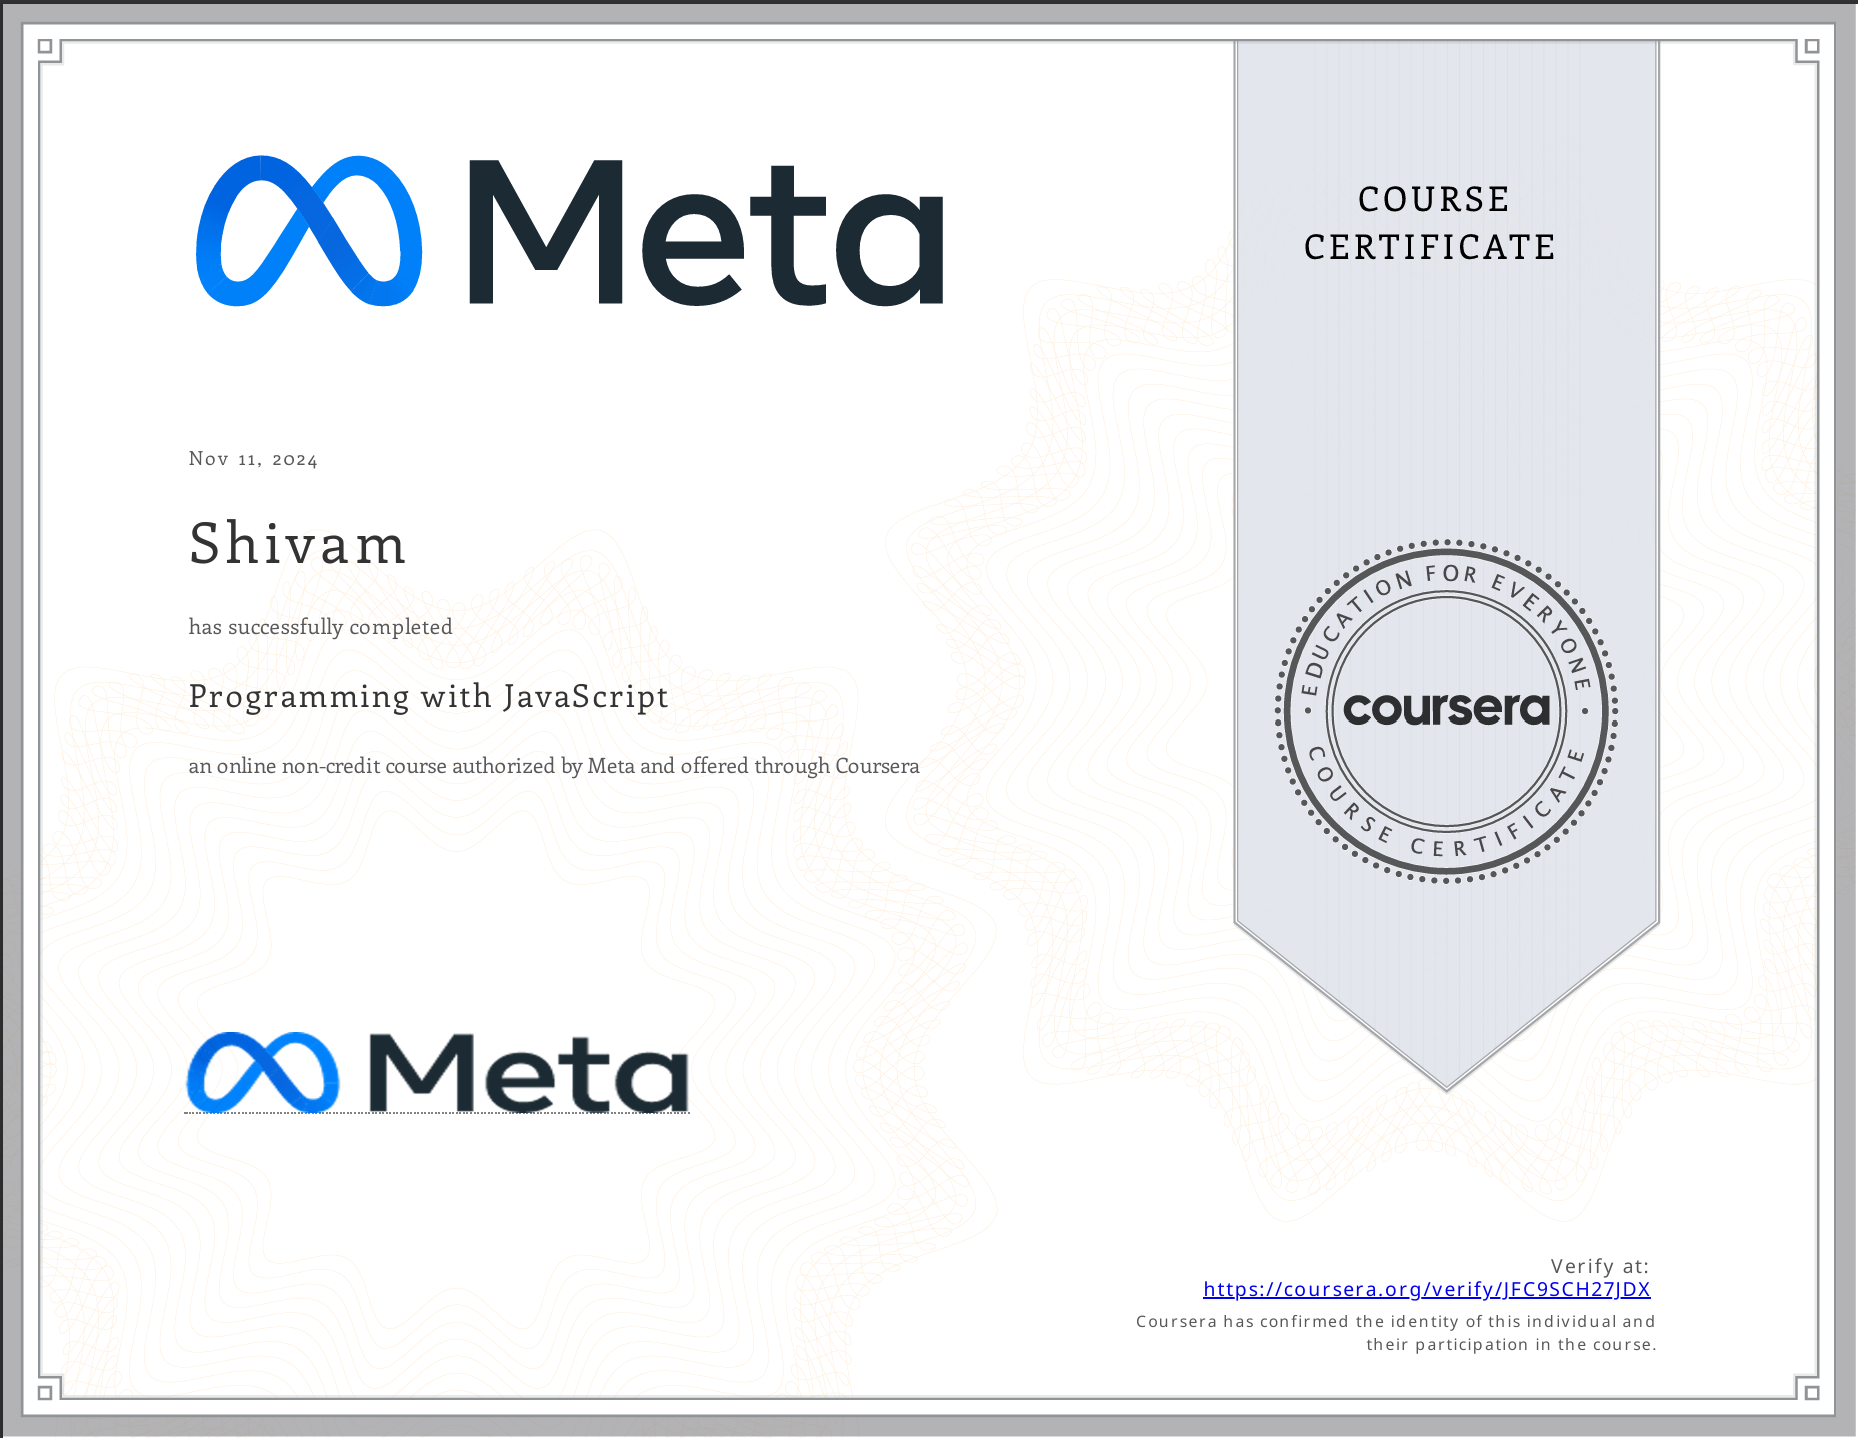 Meta
COURSE
CERTIFICATE
Nov 11, 2024
Shivam
has successfully completed
Programming with JavaScript
an online non-credit course authorized by Meta and offered through Coursera
EDUCATION FOR EVERYONE
coursera
COURSE CERTIFICATE
Meta
Verify at:
https://coursera.org/verify/JFC9SCH27JDX
Coursera has confirmed the identity of this individual and
their participation in the course.